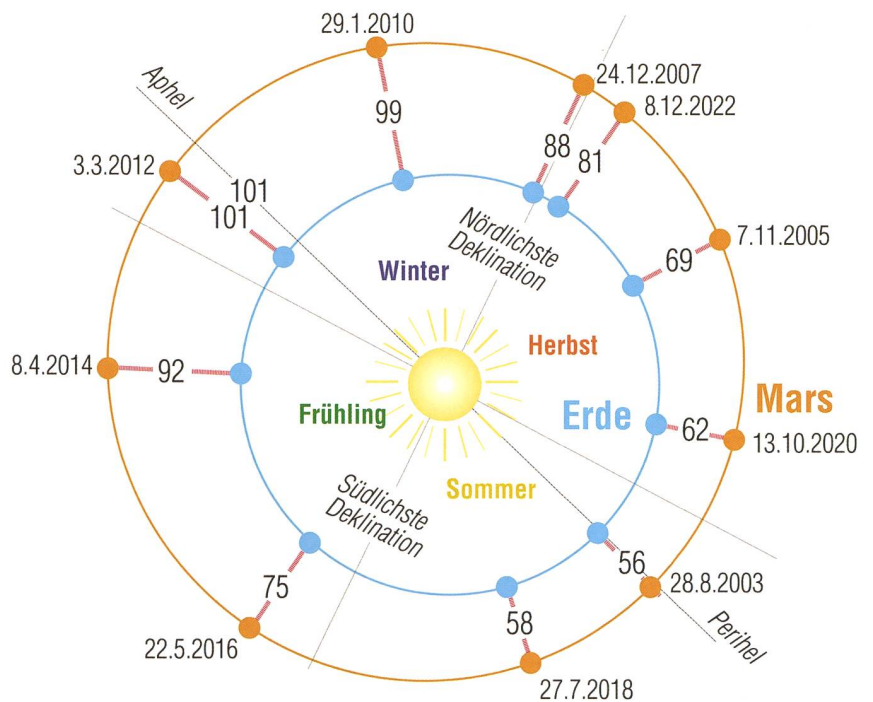 29.1.2010
24.12.2007
8.12.2022
Aphel
99
88
81
3.3.2012
101
101
Nördlichste
Deklination
7.11.2005
69
Winter
Herbst
8.4.2014
92
Frühling
Erde
Mars
62
13.10.2020
Sommer
Südlichste
Deklination
56
28.8.2003
75
58
Perihel
22.5.2016
27.7.2018